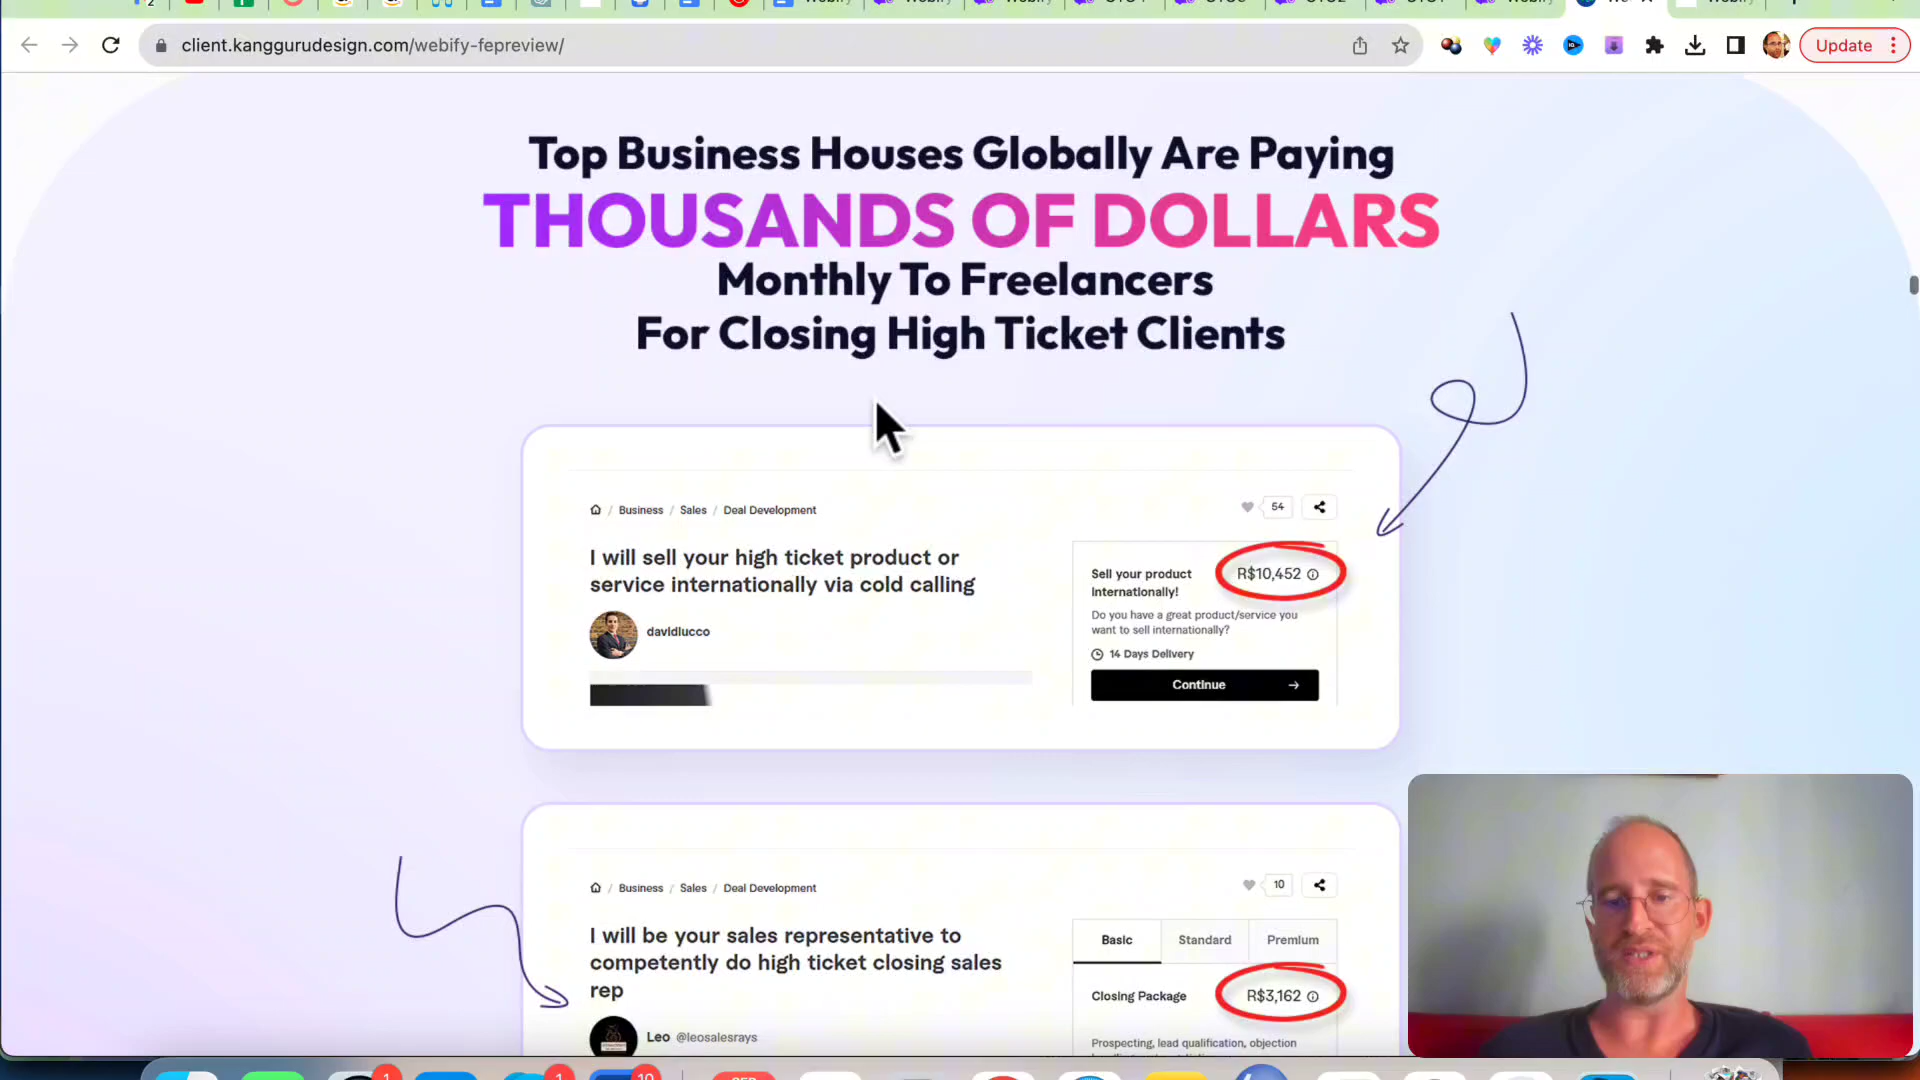 client.kanggurudesign.com/webify-fepreview/
Update
Top Business Houses Globally Are Paying
THOUSANDS OF DOLLARS
Monthly To Freelancers
For Closing High Ticket Clients
/ Business / Sales / Deal Development
54
I will sell your high ticket product or
service internationally via cold calling
davidlucco
Sell your product
internationally!
R$10,452
Do you have a great product/service you
want to sell internationally?
14 Days Delivery
Continue
/ Business / Sales / Deal Development
10
I will be your sales representative to
competently do high ticket closing sales
rep
Leo @leosalesrays
Basic Standard Premium
Closing Package R$3,162
Prospecting, lead qualification, objection
1
1
10